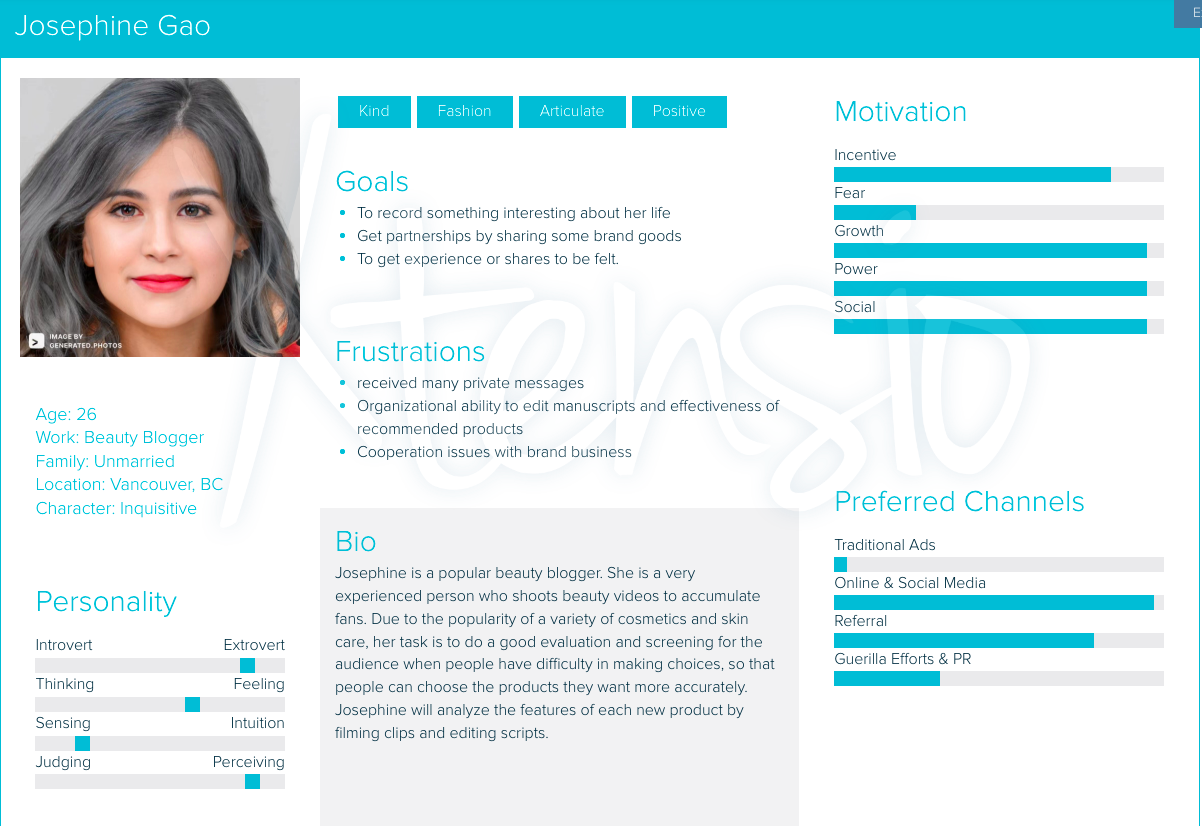 Josephine Gao
E
IMAGE BY
GENERATED.PHOTOS
Age: 26
Work: Beauty Blogger
Family: Unmarried
Location: Vancouver, BC
Character: Inquisitive
Personality
Introvert Extrovert
Thinking Feeling
Sensing Intuition
Judging Perceiving
Kind Fashion Articulate Positive
Goals
To record something interesting about her life
Get partnerships by sharing some brand goods
To get experience or shares to be felt.
Frustrations
received many private messages
Organizational ability to edit manuscripts and effectiveness of
recommended products
Cooperation issues with brand business
Bio
Josephine is a popular beauty blogger. She is a very
experienced person who shoots beauty videos to accumulate
fans. Due to the popularity of a variety of cosmetics and skin
care, her task is to do a good evaluation and screening for the
audience when people have difficulty in making choices, so that
people can choose the products they want more accurately.
Josephine will analyze the features of each new product by
filming clips and editing scripts.
Motivation
Incentive
Fear
Growth
Power
Social
Preferred Channels
Traditional Ads
Online & Social Media
Referral
Guerilla Efforts & PR
Xtensio